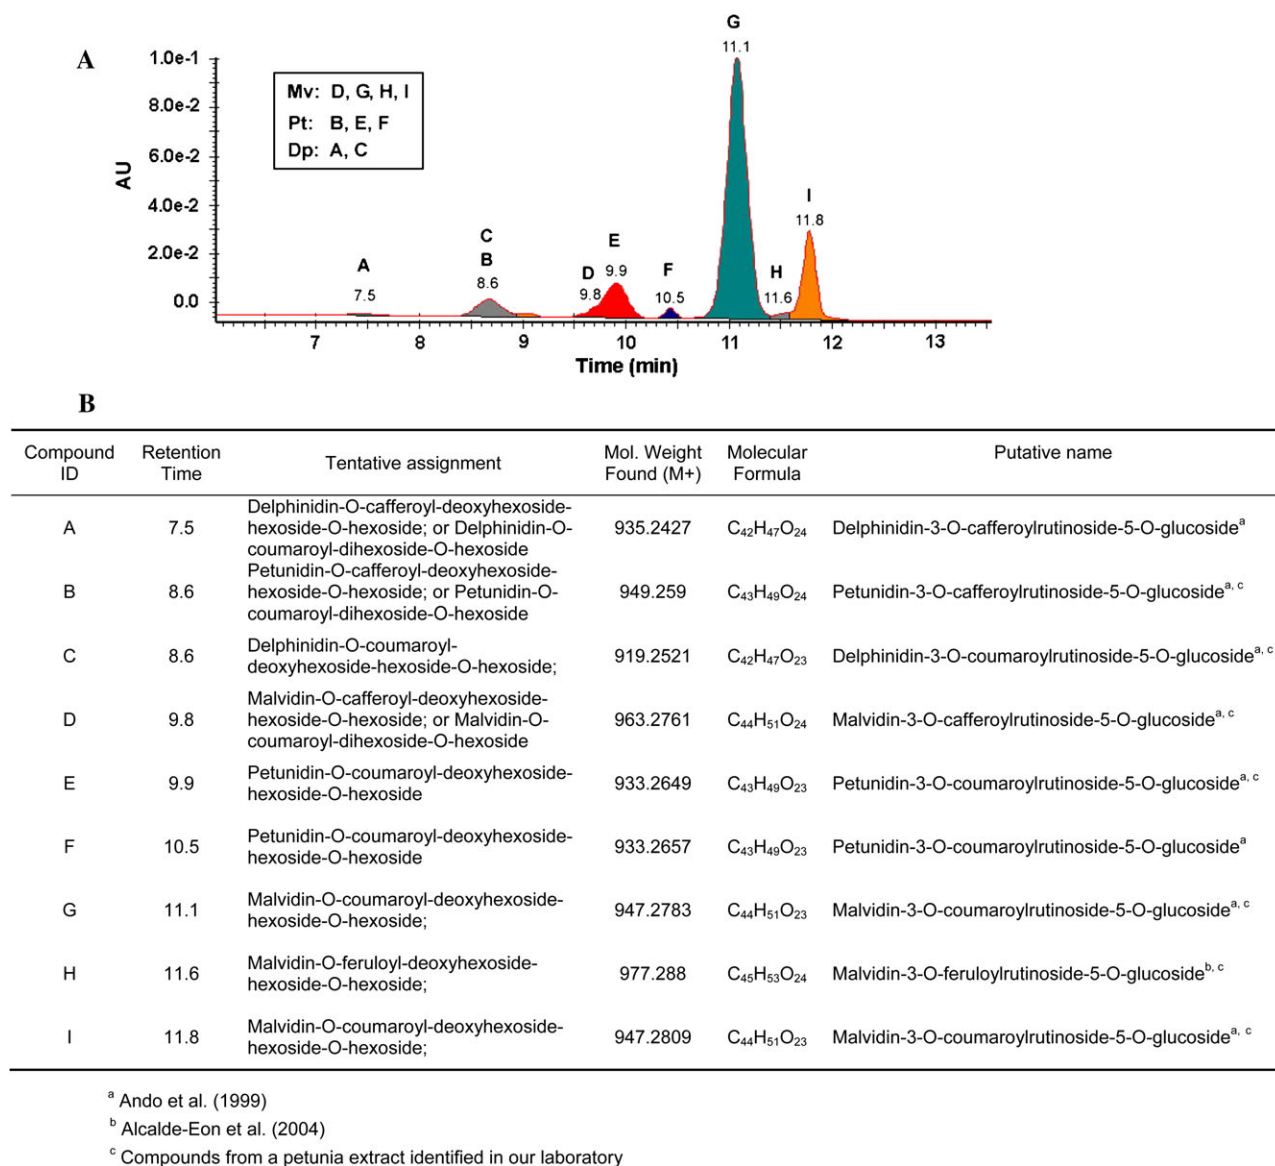 A
G
11.1
1.0e-1
8.0e-2
6.0e-2
4.0e-2
2.0e-2
0.0
AU
Mv: D, G, H, I
Pt: B, E, F
Dp: A, C
A
7.5
C
B
8.6
D
9.8
E
9.9
F
10.5
H
11.6
I
11.8
7 8 9 10 11 12 13
Time (min)
B
Compound ID Retention Time Tentative assignment Mol. Weight Found (M+) Molecular Formula Putative name
Delphinidin-O-cafferoyl-deoxyhexoside-
A 7.5 hexoside-O-hexoside; or Delphinidin-O- 935.2427 C₄₂H₄₇O₂₄ Delphinidin-3-O-cafferoylrutinoside-5-O-glucosideᵃ
coumaroyl-dihexoside-O-hexoside
Petunidin-O-cafferoyl-deoxyhexoside-
B 8.6 hexoside-O-hexoside; or Petunidin-O- 949.259 C₄₃H₄₉O₂₄ Petunidin-3-O-cafferoylrutinoside-5-O-glucosideᵃ, ᶜ
coumaroyl-dihexoside-O-hexoside
C 8.6 Delphinidin-O-coumaroyl- 919.2521 C₄₂H₄₇O₂₃ Delphinidin-3-O-coumaroylrutinoside-5-O-glucosideᵃ, ᶜ
deoxyhexoside-hexoside-O-hexoside;
Malvidin-O-cafferoyl-deoxyhexoside-
D 9.8 hexoside-O-hexoside; or Malvidin-O- 963.2761 C₄₄H₅₁O₂₄ Malvidin-3-O-cafferoylrutinoside-5-O-glucosideᵃ, ᶜ
coumaroyl-dihexoside-O-hexoside
E 9.9 Petunidin-O-coumaroyl-deoxyhexoside- 933.2649 C₄₃H₄₉O₂₃ Petunidin-3-O-coumaroylrutinoside-5-O-glucosideᵃ, ᶜ
hexoside-O-hexoside
F 10.5 Petunidin-O-coumaroyl-deoxyhexoside- 933.2657 C₄₃H₄₉O₂₃ Petunidin-3-O-coumaroylrutinoside-5-O-glucosideᵃ
hexoside-O-hexoside
G 11.1 Malvidin-O-coumaroyl-deoxyhexoside- 947.2783 C₄₄H₅₁O₂₃ Malvidin-3-O-coumaroylrutinoside-5-O-glucosideᵃ, ᶜ
hexoside-O-hexoside;
H 11.6 Malvidin-O-feruloyl-deoxyhexoside- 977.288 C₄₅H₅₃O₂₄ Malvidin-3-O-feruloylrutinoside-5-O-glucosideᵇ, ᶜ
hexoside-O-hexoside;
I 11.8 Malvidin-O-coumaroyl-deoxyhexoside- 947.2809 C₄₄H₅₁O₂₃ Malvidin-3-O-coumaroylrutinoside-5-O-glucosideᵃ, ᶜ
hexoside-O-hexoside;
ᵃ Ando et al. (1999)
ᵇ Alcalde-Eon et al. (2004)
ᶜ Compounds from a petunia extract identified in our laboratory